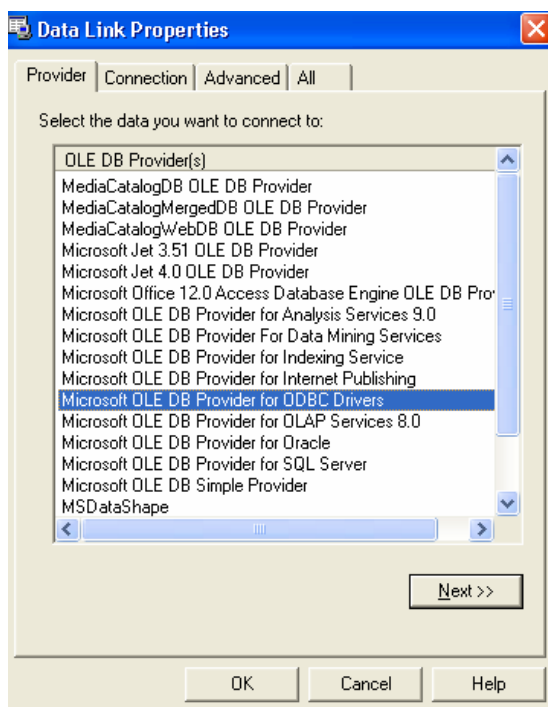 Data Link Properties
Provider Connection Advanced All
Select the data you want to connect to:
OLE DB Provider(s)
MediaCatalogDB OLE DB Provider
MediaCatalogMergedDB OLE DB Provider
MediaCatalogWebDB OLE DB Provider
Microsoft Jet 3.51 OLE DB Provider
Microsoft Jet 4.0 OLE DB Provider
Microsoft Office 12.0 Access Database Engine OLE DB Pro
Microsoft OLE DB Provider for Analysis Services 9.0
Microsoft OLE DB Provider For Data Mining Services
Microsoft OLE DB Provider for Indexing Service
Microsoft OLE DB Provider for Internet Publishing
Microsoft OLE DB Provider for ODBC Drivers
Microsoft OLE DB Provider for OLAP Services 8.0
Microsoft OLE DB Provider for Oracle
Microsoft OLE DB Provider for SQL Server
Microsoft OLE DB Simple Provider
MSDataShape
Next >>
OK Cancel Help